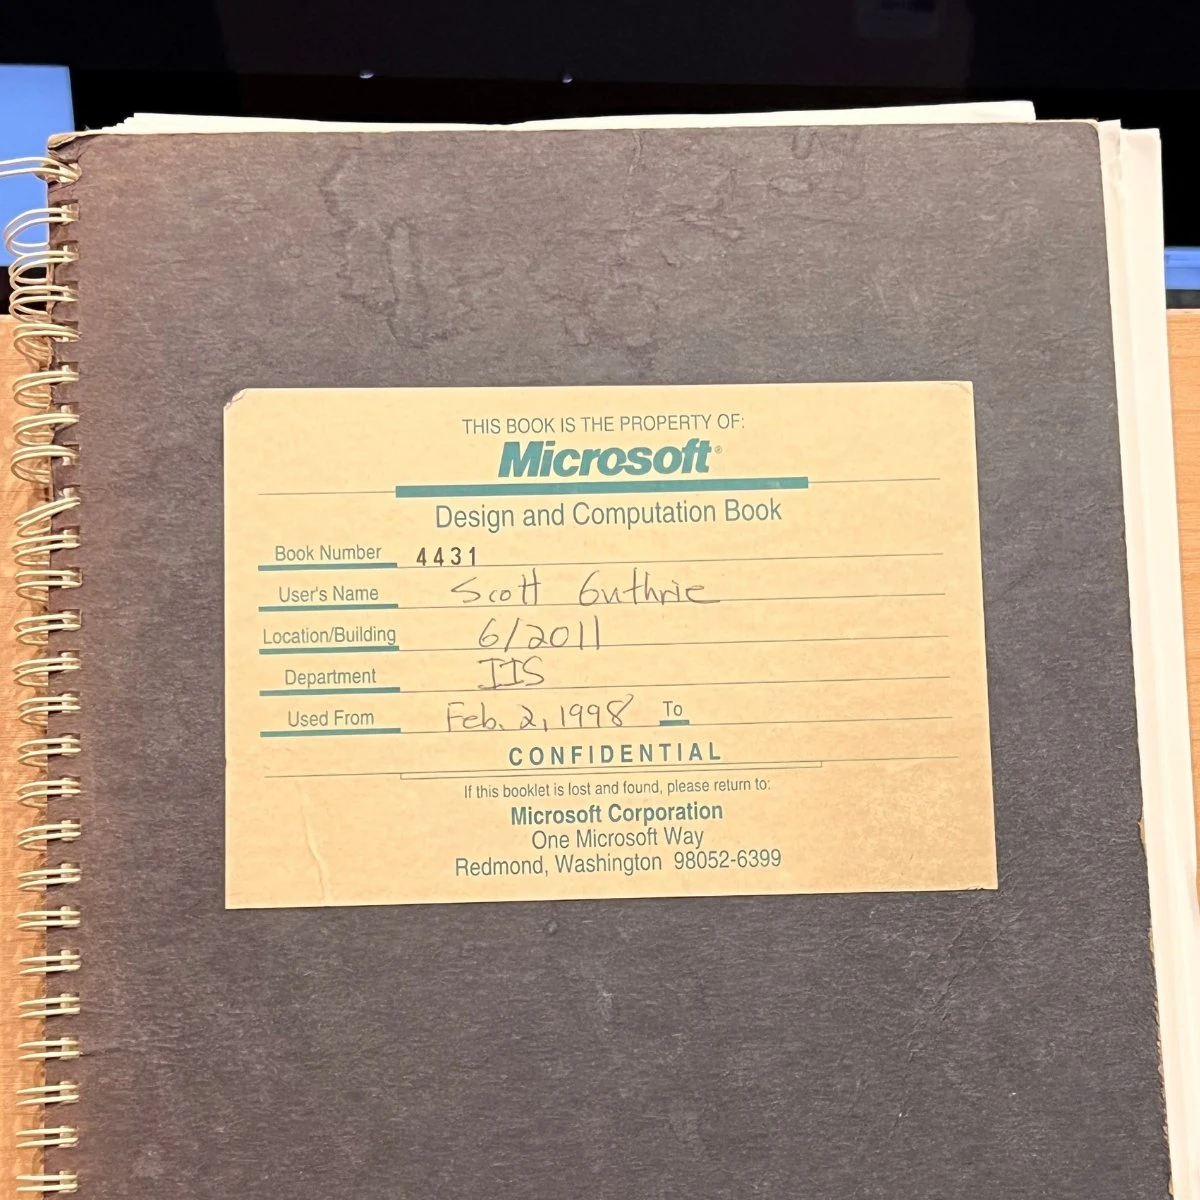 THIS BOOK IS THE PROPERTY OF:
Microsoft®
Design and Computation Book
Book Number 4431
User's Name Scott Guthrie
Location/Building 6/2011
Department IIS
Used From Feb. 2, 1998 To
CONFIDENTIAL
If this booklet is lost and found, please return to:
Microsoft Corporation
One Microsoft Way
Redmond, Washington 98052-6399